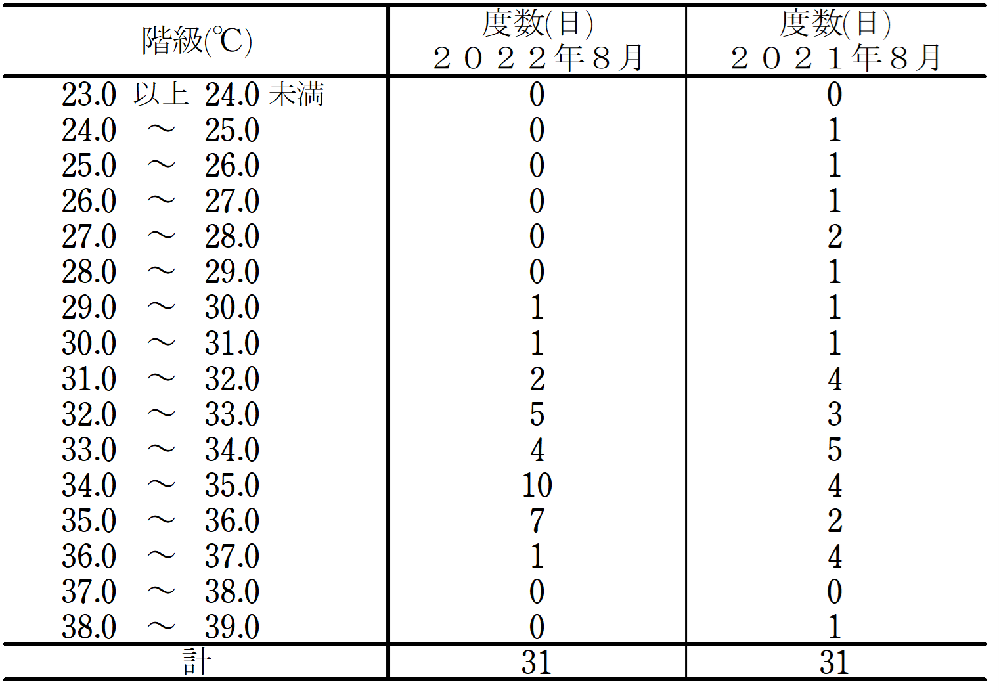 階級(℃) 度数(日) 度数(日)
２０２２年８月 ２０２１年８月
23.0 以上 24.0 未満 0 0
24.0 ～ 25.0 0 1
25.0 ～ 26.0 0 1
26.0 ～ 27.0 0 1
27.0 ～ 28.0 0 2
28.0 ～ 29.0 0 1
29.0 ～ 30.0 1 1
30.0 ～ 31.0 1 1
31.0 ～ 32.0 2 4
32.0 ～ 33.0 5 3
33.0 ～ 34.0 4 5
34.0 ～ 35.0 10 4
35.0 ～ 36.0 7 2
36.0 ～ 37.0 1 4
37.0 ～ 38.0 0 0
38.0 ～ 39.0 0 1
計 31 31